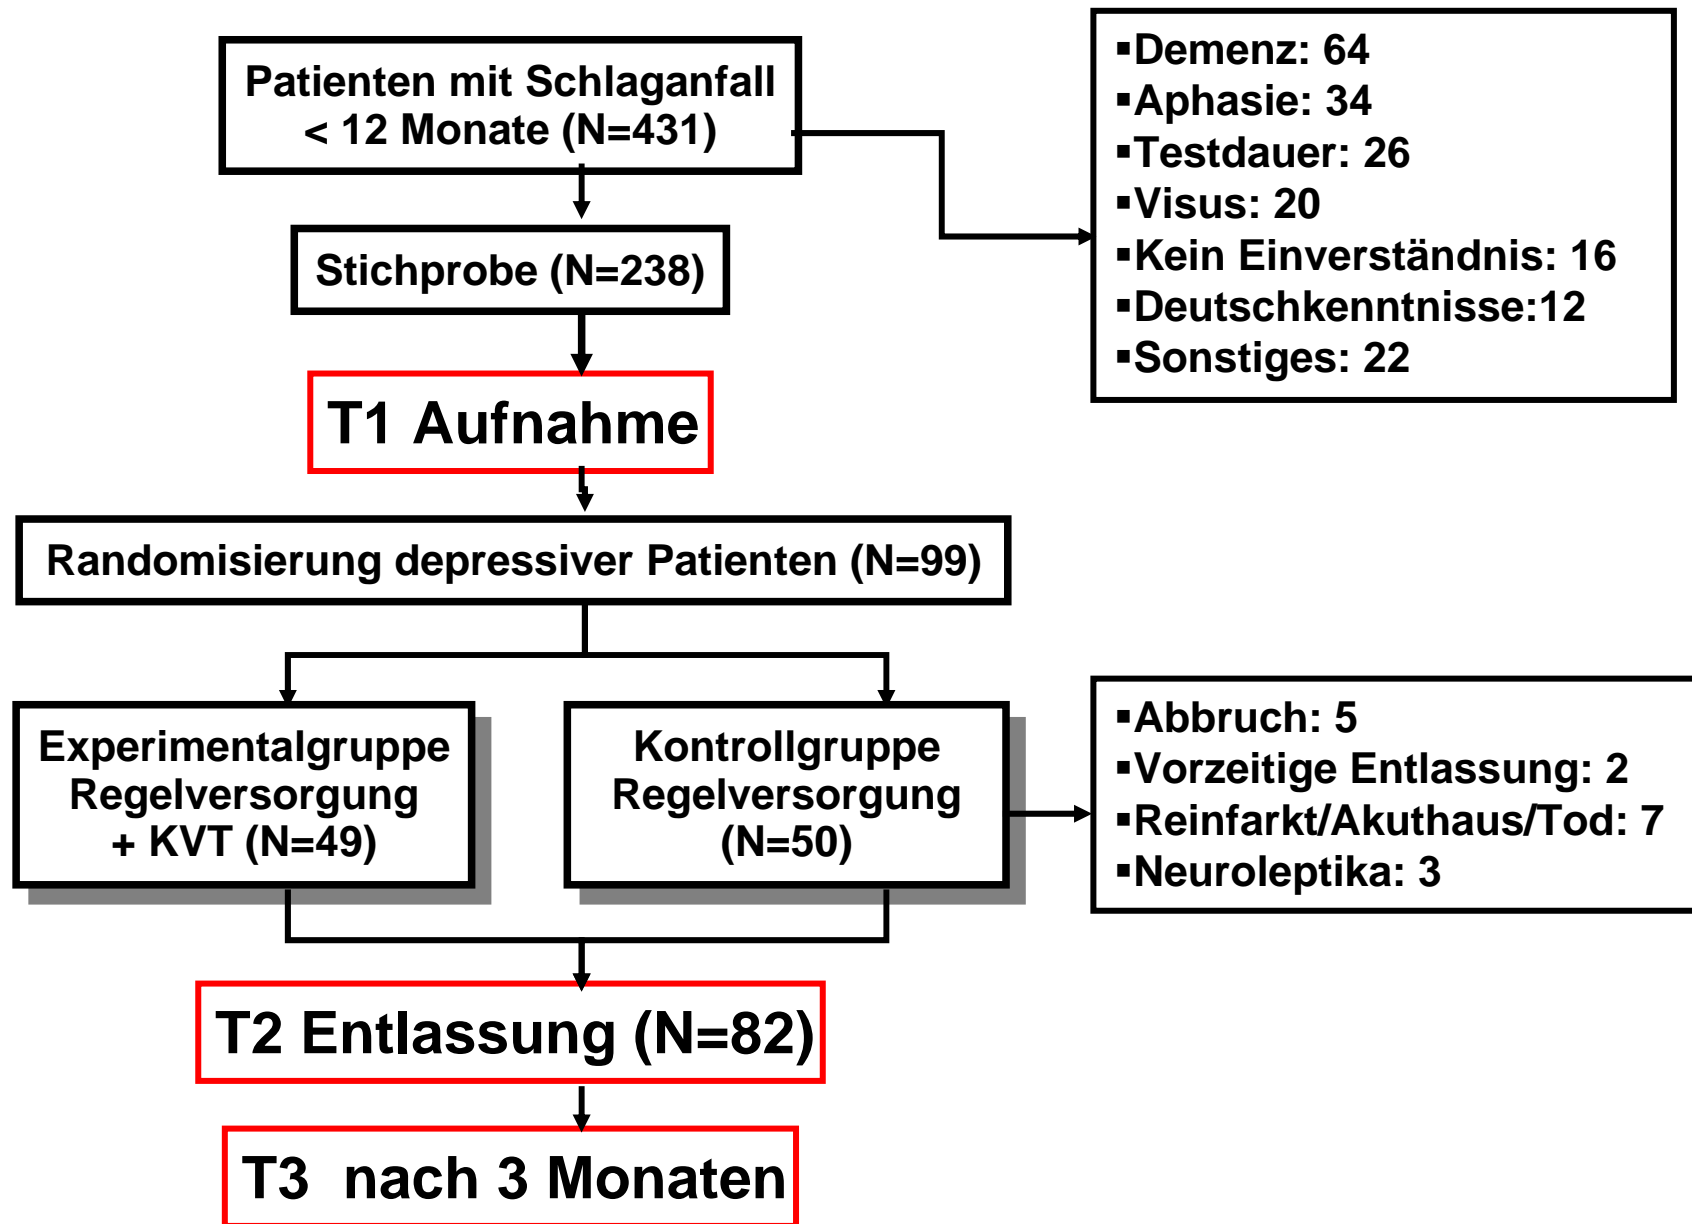 Patienten mit Schlaganfall
< 12 Monate (N=431)
▪Demenz: 64
▪Aphasie: 34
▪Testdauer: 26
▪Visus: 20
▪Kein Einverständnis: 16
▪Deutschkenntnisse:12
▪Sonstiges: 22
Stichprobe (N=238)
T1 Aufnahme
Randomisierung depressiver Patienten (N=99)
Experimentalgruppe
Regelversorgung
+ KVT (N=49)
Kontrollgruppe
Regelversorgung
(N=50)
▪Abbruch: 5
▪Vorzeitige Entlassung: 2
▪Reinfarkt/Akuthaus/Tod: 7
▪Neuroleptika: 3
T2 Entlassung (N=82)
T3  nach 3 Monaten